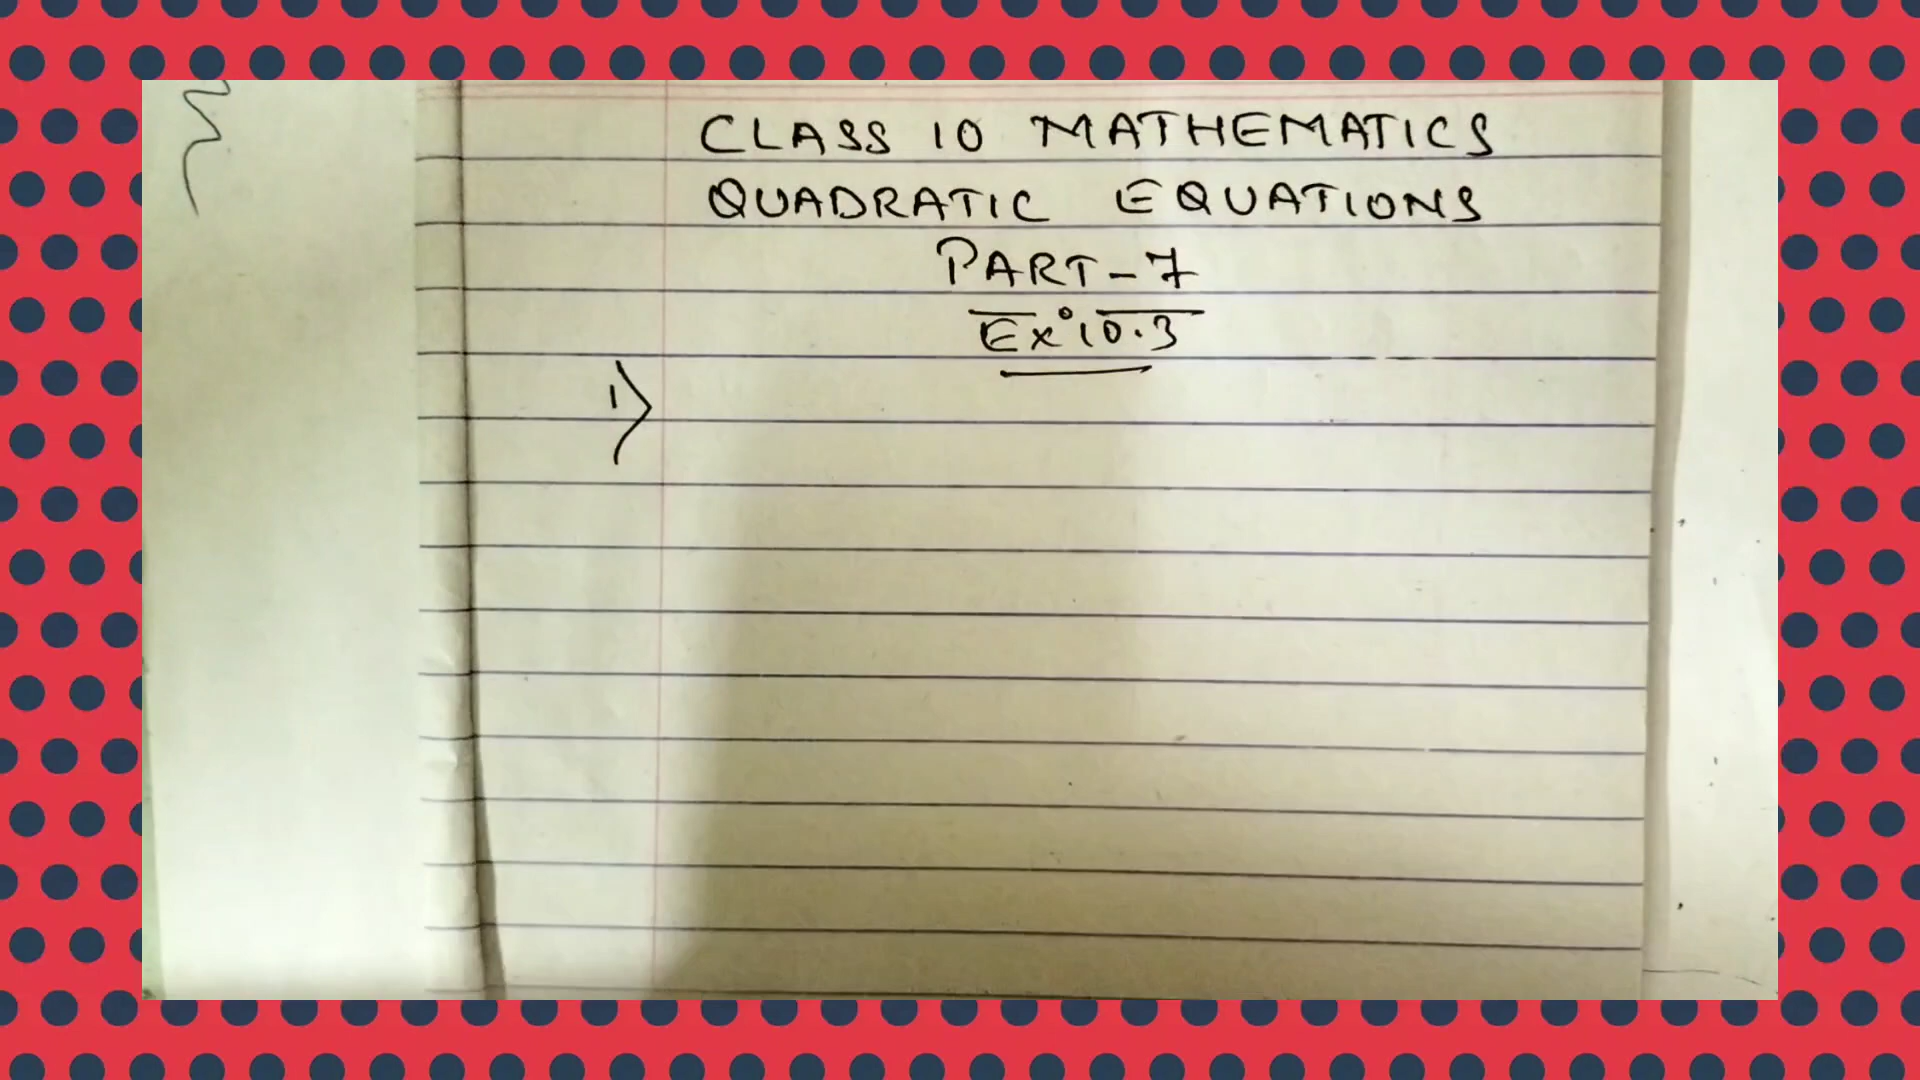 CLASS 10 MATHEMATICS
QUADRATIC EQUATIONS
PART-7
Ex° 10.3
1)